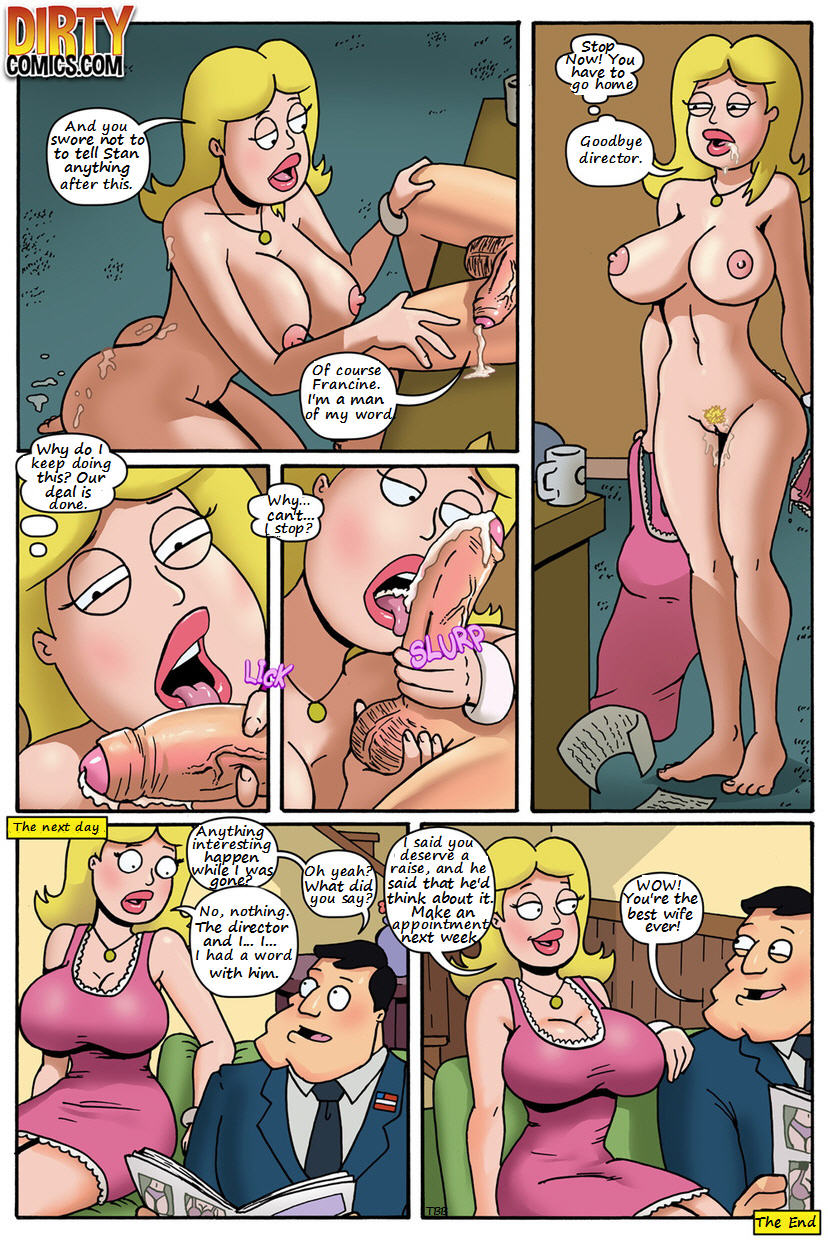 DIRTY
COMICS.COM
And you
swore not to
to tell Stan
anything
after this.
Of course
Francine.
I'm a man
of my word
Stop
Now! You
have to
go home
Goodbye
director.
Why do I
keep doing
this? Our
deal is
done.
LICK
Why...
can't...
I stop?
SLURP
The next day
Anything
interesting
happen
while I was
gone?
No, nothing.
The director
and I... I...
I had a word
with him.
Oh yeah?
What did
you say?
I said you
deserve a
raise, and he
said that he'd
think about it.
Make an
appointment
next week.
WOW!
You're the
best wife
ever!
TBB
The End